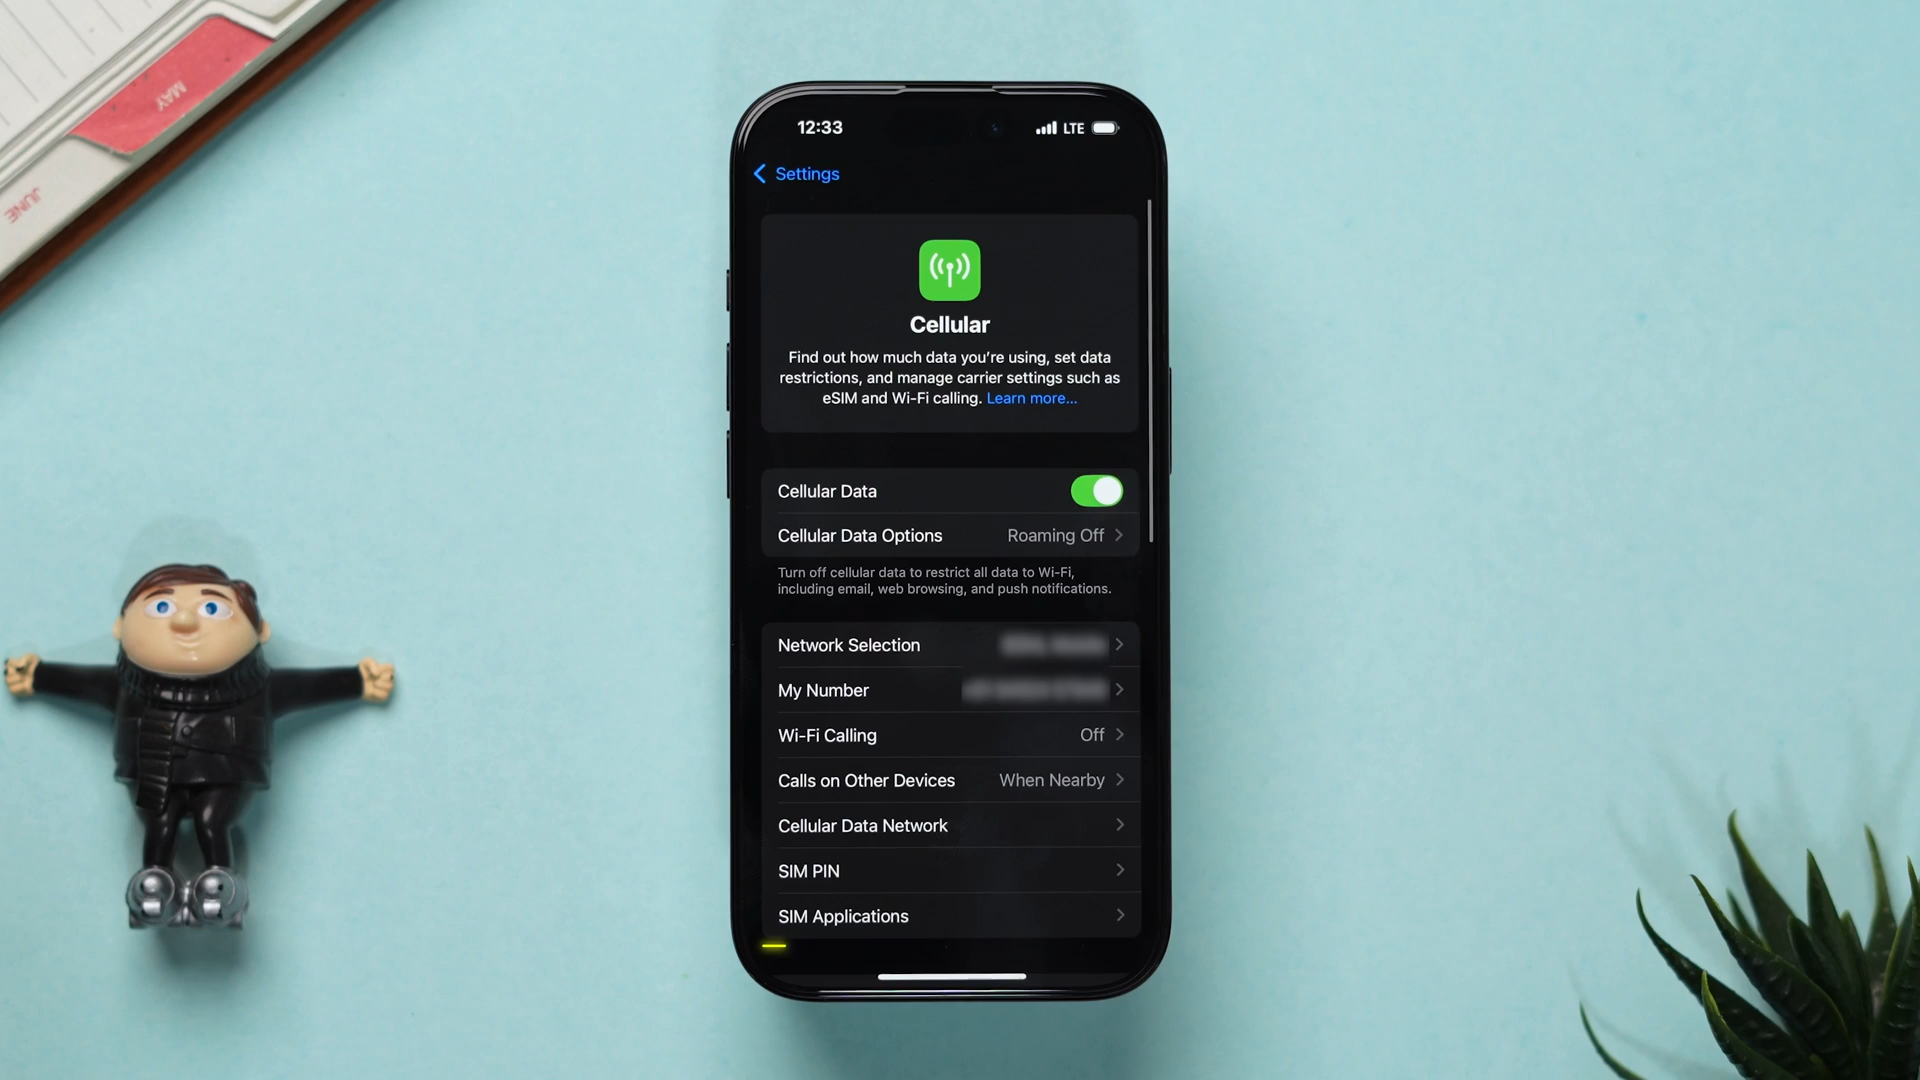 MAY
JUNE
12:33
LTE
Settings
Cellular
Find out how much data you're using, set data
restrictions, and manage carrier settings such as
eSIM and Wi-Fi calling. Learn more...
Cellular Data
Cellular Data Options Roaming Off
Turn off cellular data to restrict all data to Wi-Fi,
including email, web browsing, and push notifications.
Network Selection
My Number
Wi-Fi Calling Off
Calls on Other Devices When Nearby
Cellular Data Network
SIM PIN
SIM Applications